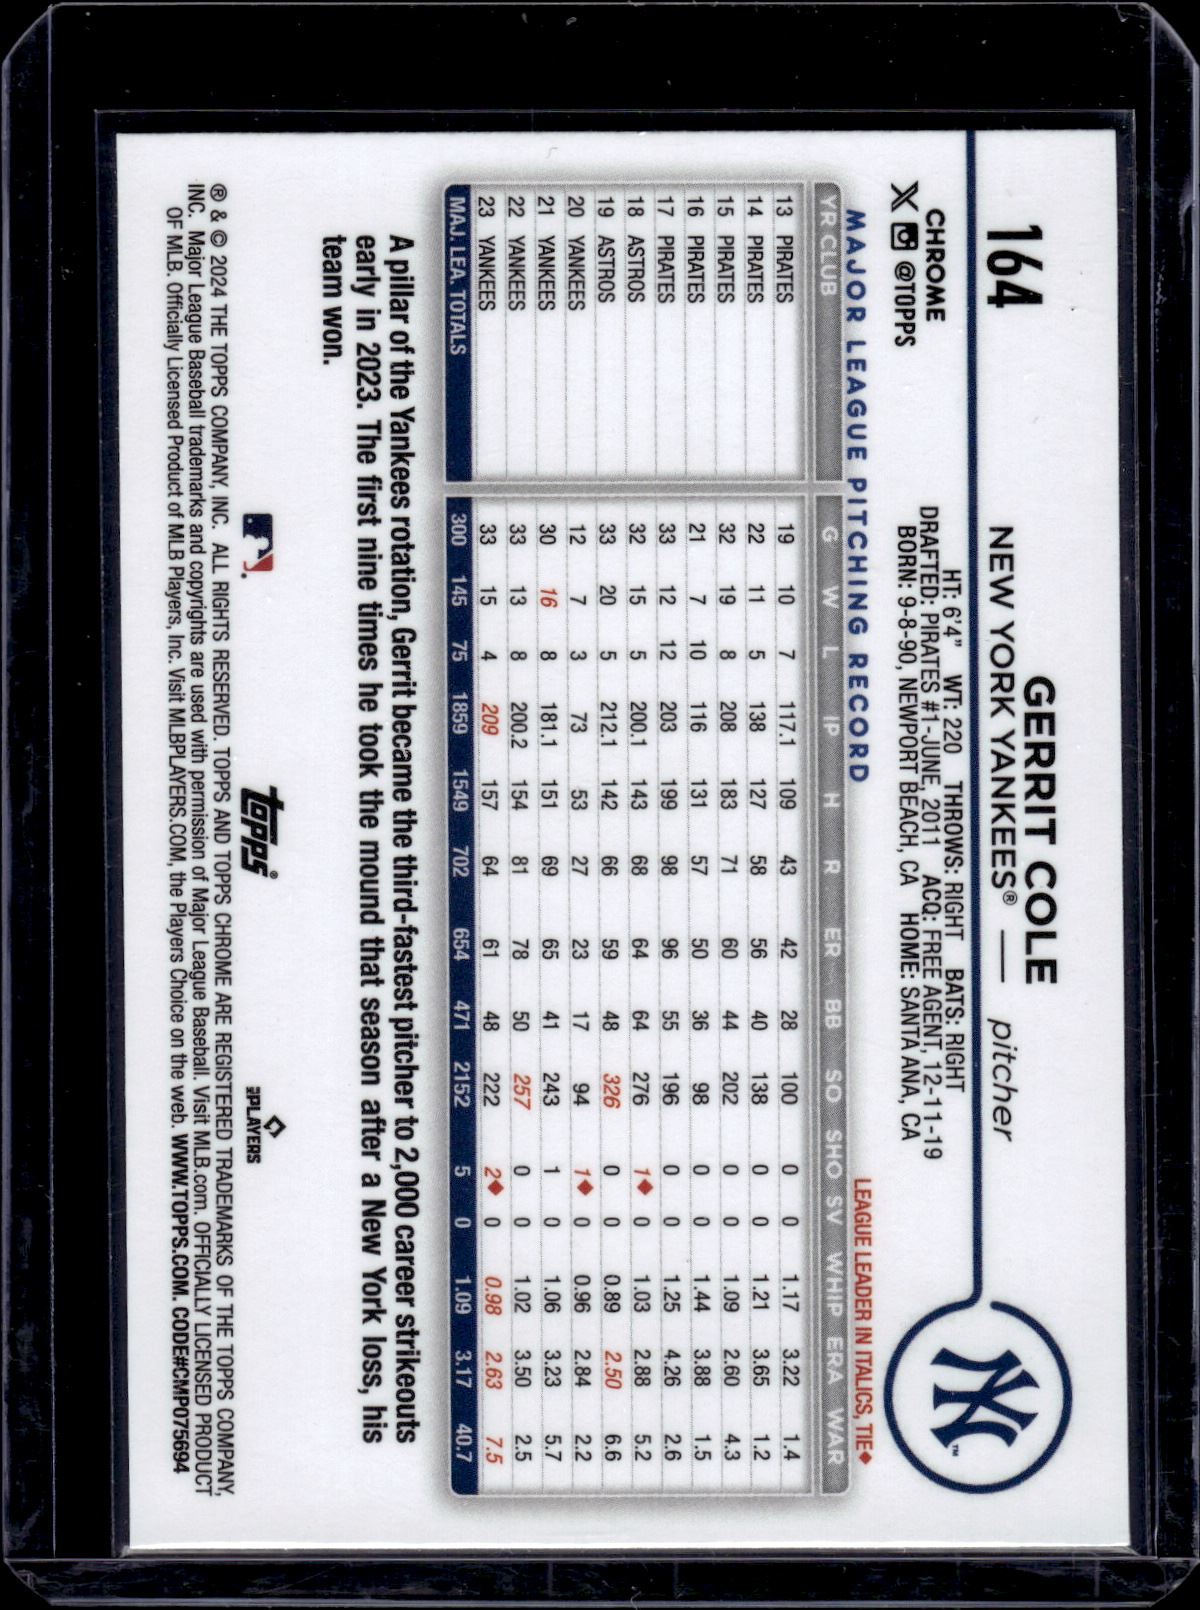 164
GERRIT COLE
NEW YORK YANKEES® — pitcher
CHROME
@TOPPS
HT: 6'4" WT: 220 THROWS: RIGHT BATS: RIGHT
DRAFTED: PIRATES #1-JUNE, 2011 ACQ: FREE AGENT, 12-11-19
BORN: 9-8-90, NEWPORT BEACH, CA HOME: SANTA ANA, CA
NY™
MAJOR LEAGUE PITCHING RECORD
LEAGUE LEADER IN ITALICS, TIE◆
YR CLUB G W L IP H R ER BB SO SHO SV WHIP ERA WAR
13 PIRATES 19 10 7 117.1 109 43 42 28 100 0 0 1.17 3.22 1.4
14 PIRATES 22 11 5 138 127 58 56 40 138 0 0 1.21 3.65 1.2
15 PIRATES 32 19 8 208 183 71 60 44 202 0 0 1.09 2.60 4.3
16 PIRATES 21 7 10 116 131 57 50 36 98 0 0 1.44 3.88 1.5
17 PIRATES 33 12 12 203 199 98 96 55 196 0 0 1.25 4.26 2.6
18 ASTROS 32 15 5 200.1 143 68 64 64 276 1◆ 0 1.03 2.88 5.2
19 ASTROS 33 20 5 212.1 142 66 59 48 326 0 0 0.89 2.50 6.6
20 YANKEES 12 7 3 73 53 27 23 17 94 1◆ 0 0.96 2.84 2.2
21 YANKEES 30 16 8 181.1 151 69 65 41 243 1 0 1.06 3.23 5.7
22 YANKEES 33 13 8 200.2 154 81 78 50 257 0 0 1.02 3.50 2.5
23 YANKEES 33 15 4 209 157 64 61 48 222 2◆ 0 0.98 2.63 7.5
MAJ. LEA. TOTALS 300 145 75 1859 1549 702 654 471 2152 5 0 1.09 3.17 40.7
A pillar of the Yankees rotation, Gerrit became the third-fastest pitcher to 2,000 career strikeouts
early in 2023. The first nine times he took the mound that season after a New York loss, his
team won.
topps®
PLAYERS
® & © 2024 THE TOPPS COMPANY, INC. ALL RIGHTS RESERVED. TOPPS AND TOPPS CHROME ARE REGISTERED TRADEMARKS OF THE TOPPS COMPANY,
INC. Major League Baseball trademarks and copyrights are used with permission of Major League Baseball. Visit MLB.com. OFFICIALLY LICENSED PRODUCT
OF MLB. Officially Licensed Product of MLB Players, Inc. Visit MLBPLAYERS.COM, the Players Choice on the web. WWW.TOPPS.COM. CODE#CMP075694